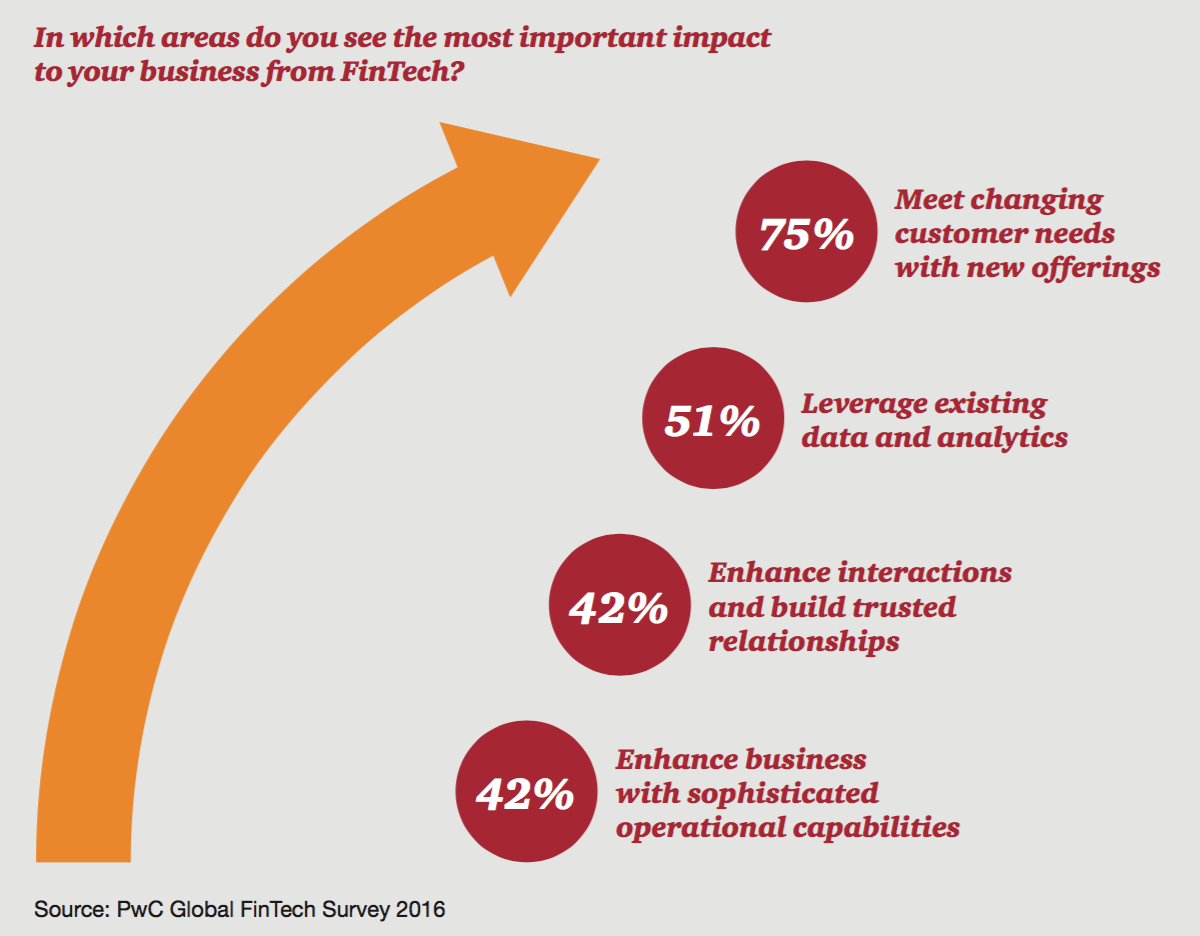 In which areas do you see the most important impact
to your business from FinTech?
75%
Meet changing
customer needs
with new offerings
51%
Leverage existing
data and analytics
42%
Enhance interactions
and build trusted
relationships
42%
Enhance business
with sophisticated
operational capabilities
Source: PwC Global FinTech Survey 2016